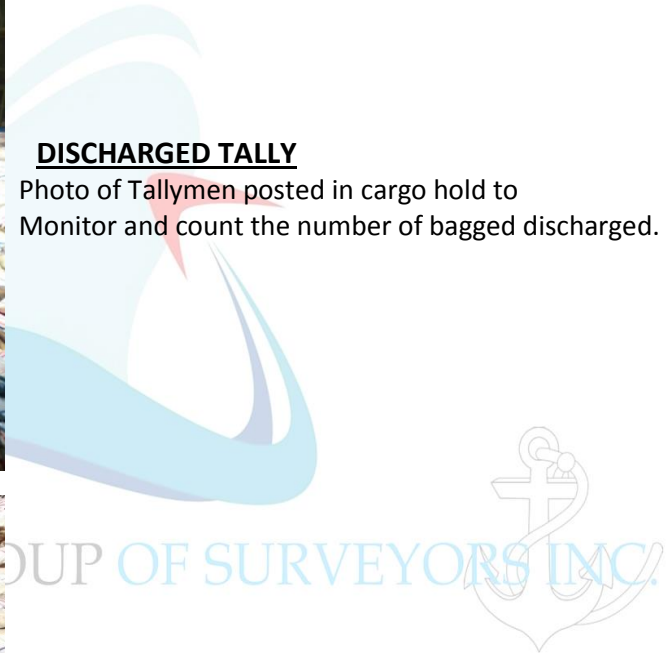 DISCHARGED TALLY
Photo of Tallymen posted in cargo hold to
Monitor and count the number of bagged discharged.
OF SURVEYORS INC.